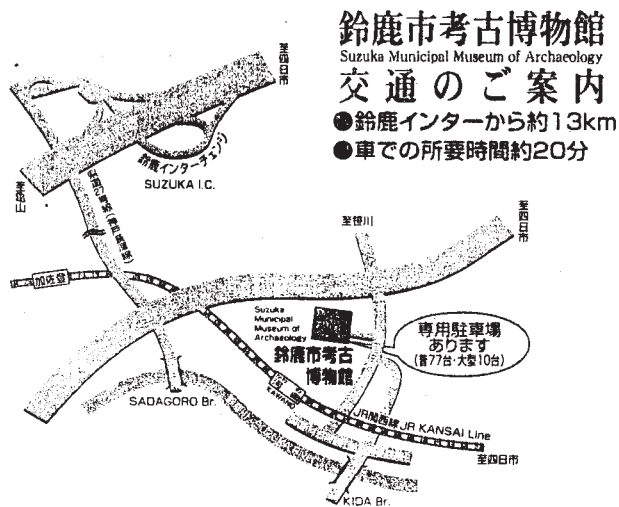 鈴鹿市考古博物館
Suzuka Municipal Museum of Archaeology
交通のご案内
●鈴鹿インターから約13km
●車での所要時間約20分
至四日市
鈴鹿インターチェンジ
SUZUKA I.C.
至亀山
至笹川
至四日市
加佐登
Suzuka
Municipal
Museum of
Archaeology
鈴鹿市考古
博物館
専用駐車場
あります
(普77台・大型10台)
KAWANO
SADAGORO Br.
JR関西線 JR KANSAI Line
至四日市
KIDA Br.